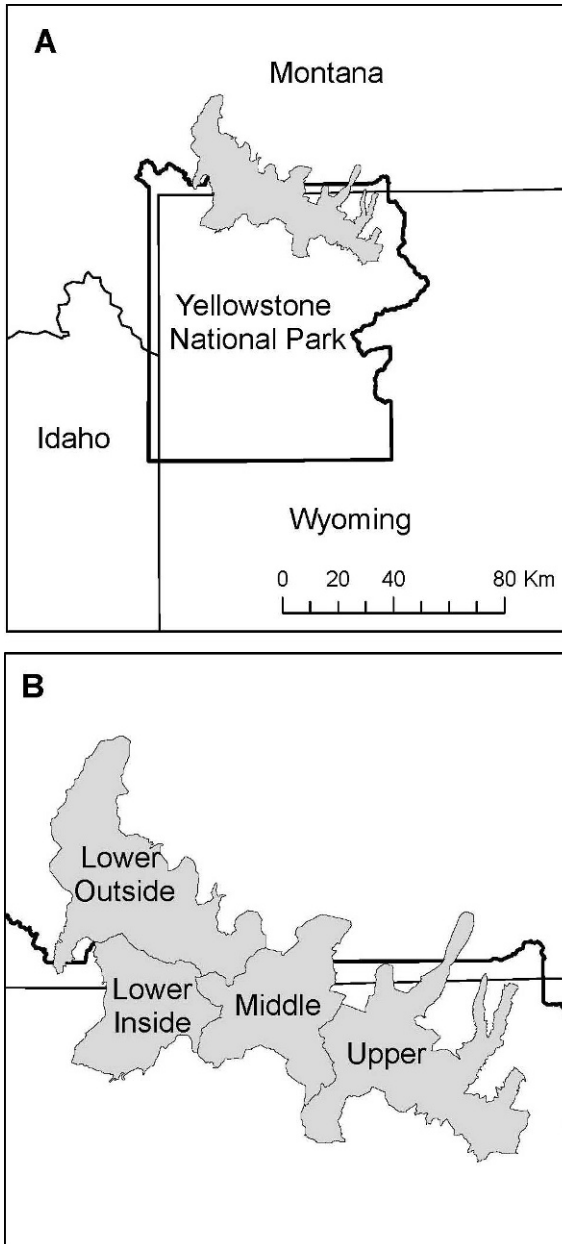 A
Montana
Yellowstone
National Park
Idaho
Wyoming
0 20 40 80 Km
B
Lower
Outside
Lower
Inside
Middle
Upper